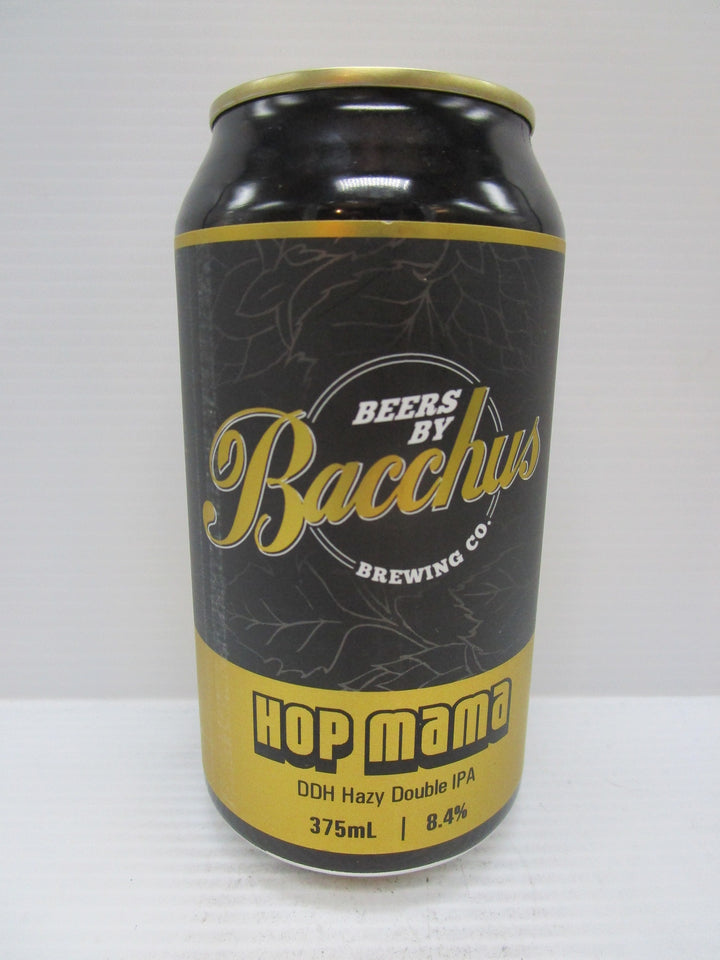 BEERS
BY
Bacchus
BREWING CO.
HOP mama
DDH Hazy Double IPA
375mL | 8.4%